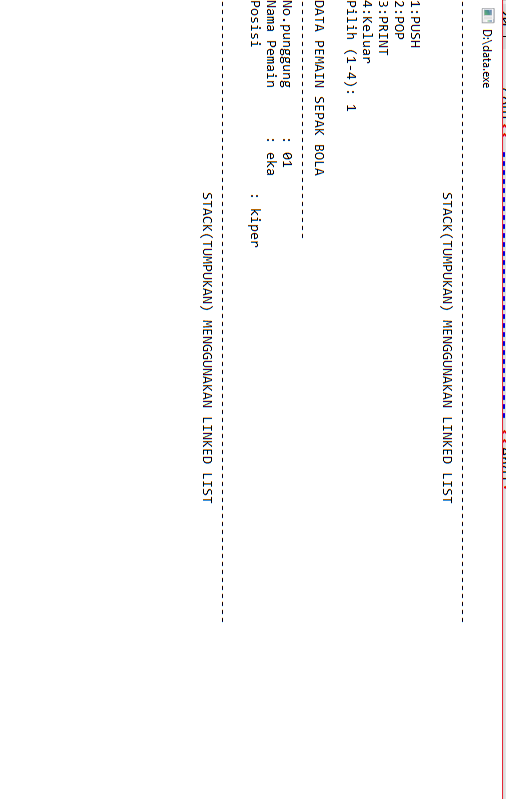 D:\data.exe
--------------------------------------------------------------------------------
STACK(TUMPUKAN) MENGGUNAKAN LINKED LIST
1:PUSH
2:POP
3:PRINT
4:Keluar
Pilih (1-4): 1
DATA PEMAIN SEPAK BOLA
------------------------------
No.punggung : 01
Nama Pemain : eka
Posisi : kiper
--------------------------------------------------------------------------------
STACK(TUMPUKAN) MENGGUNAKAN LINKED LIST